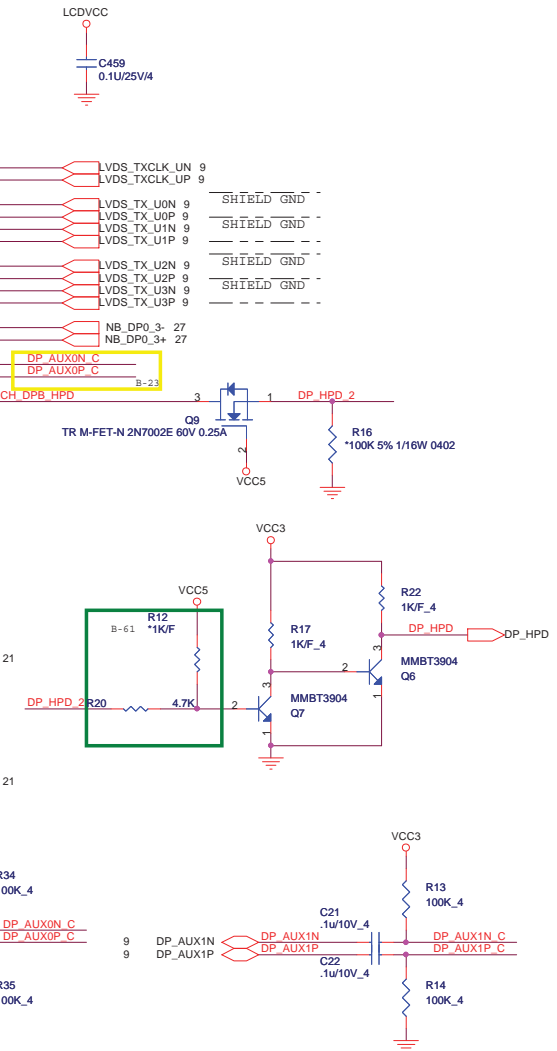 LCDVCC
C459
0.1U/25V/4
LVDS_TXCLK_UN 9
LVDS_TXCLK_UP 9
SHIELD GND
LVDS_TX_U0N 9
LVDS_TX_U0P 9
SHIELD GND
LVDS_TX_U1N 9
LVDS_TX_U1P 9
SHIELD GND
LVDS_TX_U2N 9
LVDS_TX_U2P 9
SHIELD GND
LVDS_TX_U3N 9
LVDS_TX_U3P 9
NB_DP0_3- 27
NB_DP0_3+ 27
DP_AUX0N_C
DP_AUX0P_C
B-23
CH_DPB_HPD
3
1
DP_HPD_2
Q9
TR M-FET-N 2N7002E 60V 0.25A
2
VCC5
R16
*100K 5% 1/16W 0402
VCC3
VCC5
R12
*1K/F
B-61
R22
1K/F_4
R17
1K/F_4
DP_HPD
DP_HPD
21
3
2
MMBT3904
Q6
1
DP_HPD_2
R20
4.7K
3
2
MMBT3904
Q7
1
21
VCC3
R34
00K_4
R13
100K_4
C21
.1u/10V_4
DP_AUX0N_C
DP_AUX0P_C
9 DP_AUX1N
DP_AUX1N
DP_AUX1N_C
9 DP_AUX1P
DP_AUX1P
DP_AUX1P_C
C22
.1u/10V_4
R35
00K_4
R14
100K_4